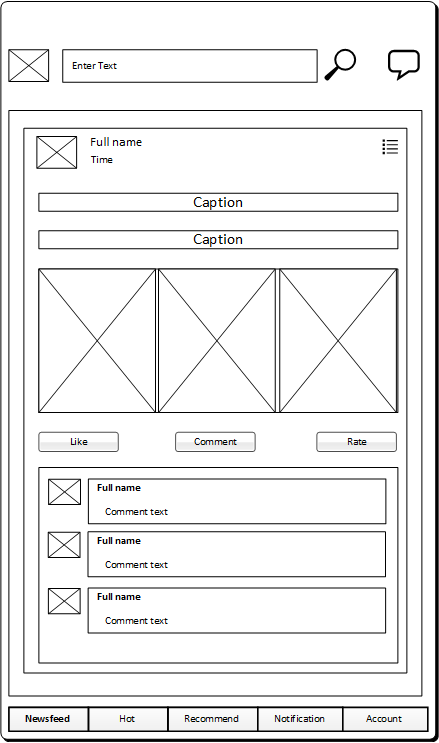 Enter Text
Full name
Time
Caption
Caption
Like Comment Rate
Full name
Comment text
Full name
Comment text
Full name
Comment text
Newsfeed Hot Recommend Notification Account